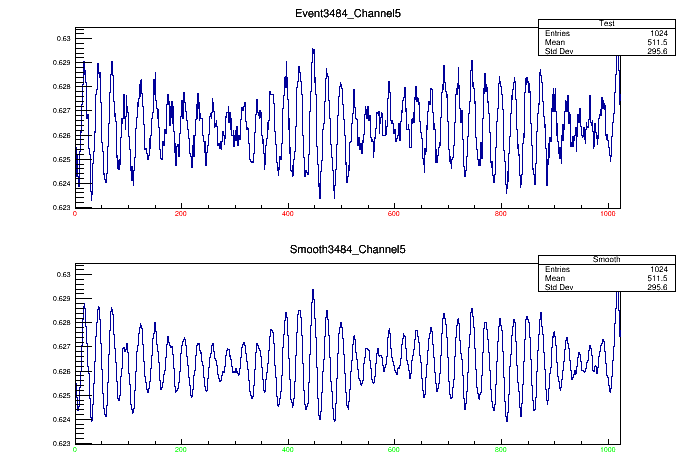 Event3484_Channel5
Test
Entries 1024
Mean 511.5
Std Dev 295.6
0.63
0.629
0.628
0.627
0.626
0.625
0.624
0.623
0 200 400 600 800 1000
Smooth3484_Channel5
Smooth
Entries 1024
Mean 511.5
Std Dev 295.6
0.63
0.629
0.628
0.627
0.626
0.625
0.624
0.623
0 200 400 600 800 1000